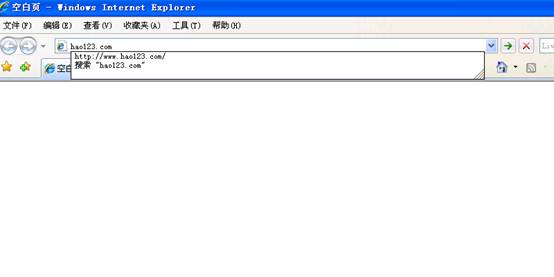 空白页 - Windows Internet Explorer
文件(F) 编辑(E) 查看(V) 收藏夹(A) 工具(T) 帮助(H)
hao123.com
Live
http://www.hao123.com/
搜索 "hao123.com"
空白